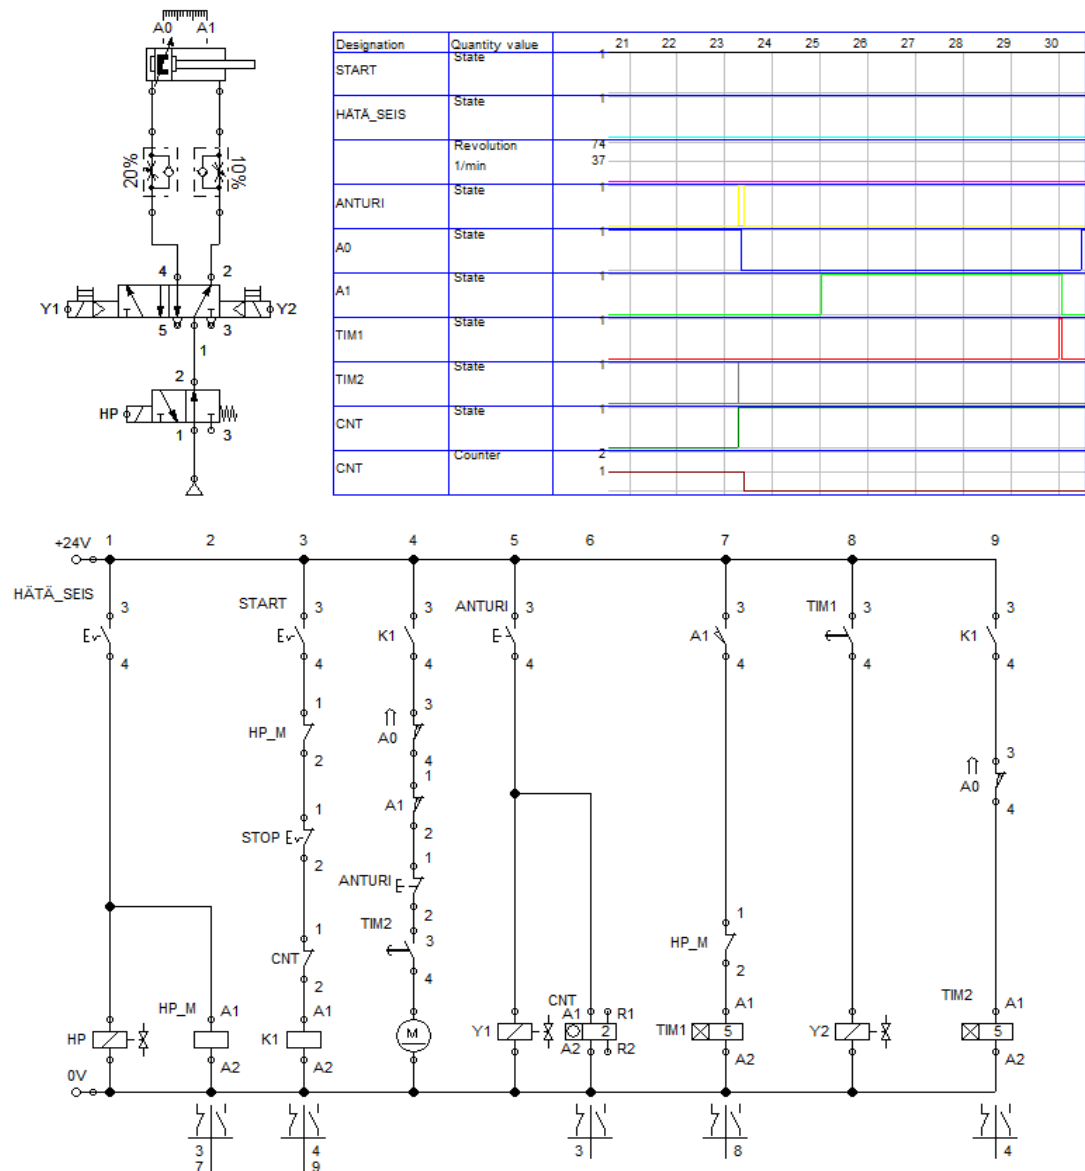 A0 A1
20% 10%
4 2
Y1 Y2
5 3
1
2
HP
1 3
Designation Quantity value 21 22 23 24 25 26 27 28 29 30
START State 1
HÄTÄ_SEIS State 1
Revolution 74
1/min 37
ANTURI State 1
A0 State 1
A1 State 1
TIM1 State 1
TIM2 State 1
CNT State 1
CNT Counter 2
1
+24V 1 2 3 4 5 6 7 8 9
HÄTÄ_SEIS 3 START 3 3 ANTURI 3 3 TIM1 3 3
K1 A1 K1
4 4 4 4 4 4 4
1 3
HP_M A0
2 4
3
A0
4
1 1
STOP A1
2 2
1
ANTURI
2
1 TIM2 3 1
CNT HP_M
2 4 2
HP_M A1 A1 CNT A1 R1 A1 TIM2 A1
HP K1 M Y1 2 TIM1 5 Y2 5
A2 A2 A2 R2 A2 A2
0V
3 4 3 8 4
7 9